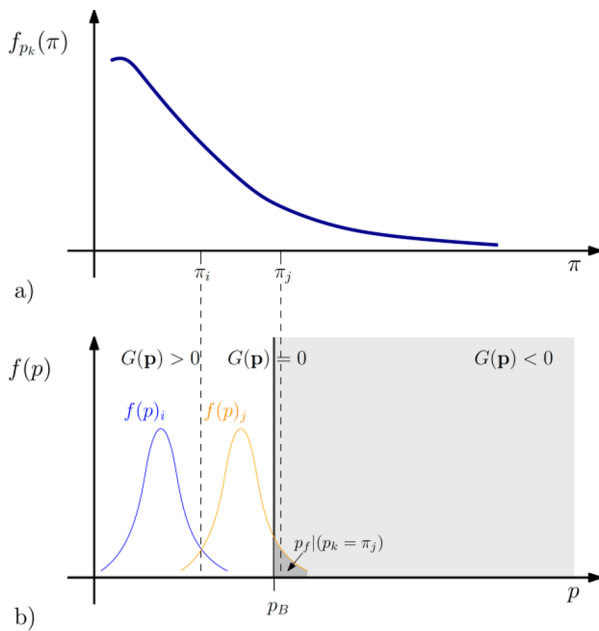 f_{p_k}(π)
π_i π_j π
a)
G(𝐩) > 0 G(𝐩) = 0 G(𝐩) < 0
f(p)
f(p)_i f(p)_j
p_f|(p_k = π_j)
p_B p
b)